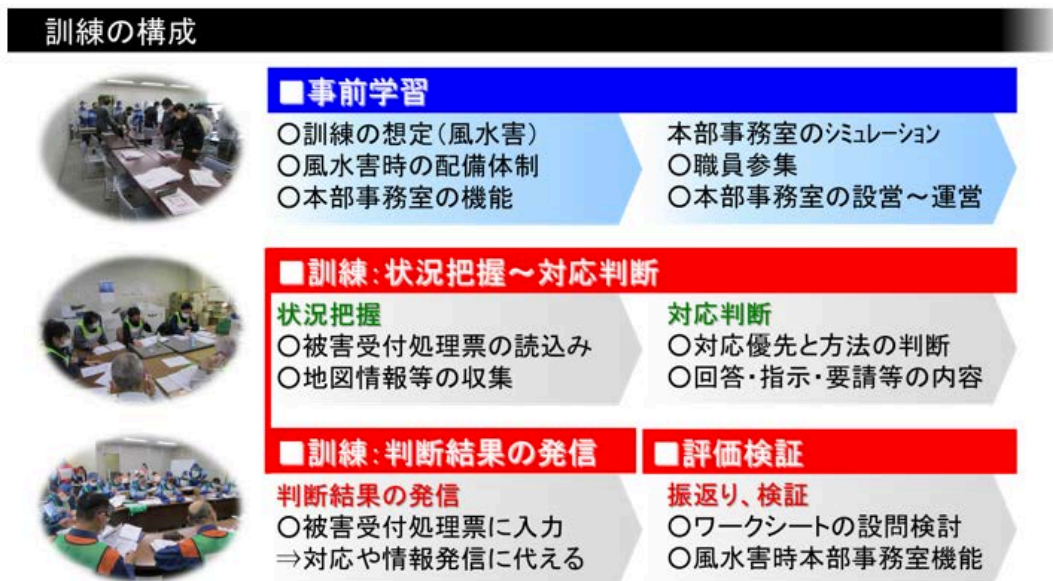 訓練の構成
■事前学習
○訓練の想定(風水害)
○風水害時の配備体制
○本部事務室の機能
本部事務室のシミュレーション
○職員参集
○本部事務室の設営～運営
■訓練:状況把握～対応判断
状況把握
○被害受付処理票の読込み
○地図情報等の収集
対応判断
○対応優先と方法の判断
○回答・指示・要請等の内容
■訓練:判断結果の発信
判断結果の発信
○被害受付処理票に入力
⇒対応や情報発信に代える
■評価検証
振返り、検証
○ワークシートの設問検討
○風水害時本部事務室機能